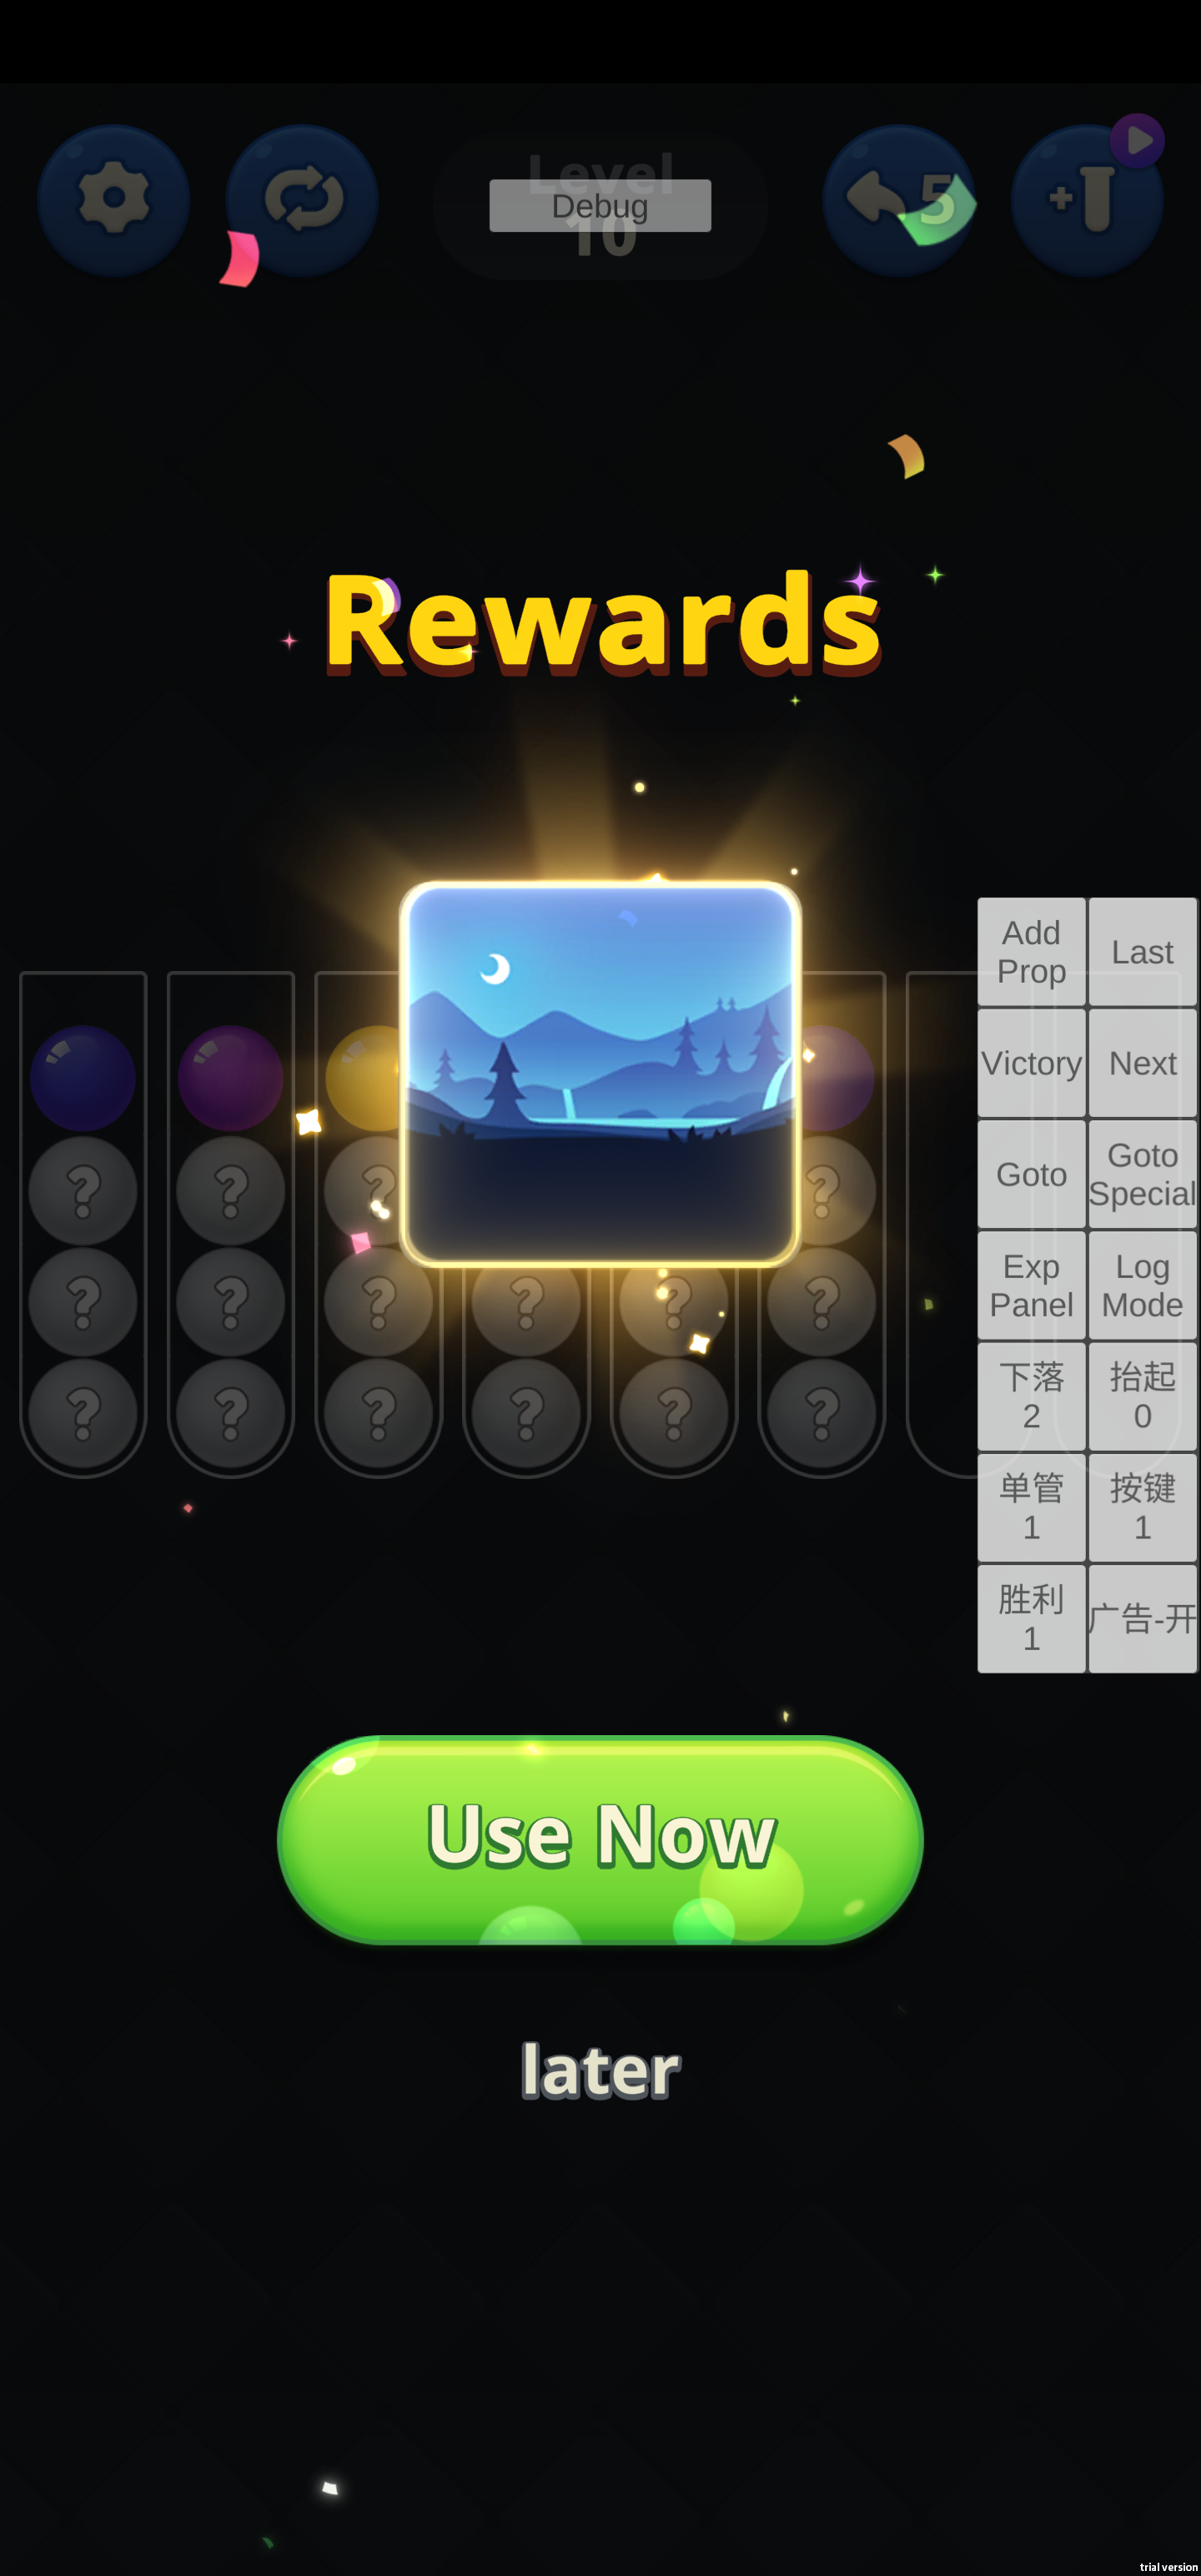 Level
Debug
10
5
Rewards
Add
Prop
Last
Victory
Next
Goto
Goto
Special
Exp
Panel
Log
Mode
下落
2
抬起
0
单管
1
按键
1
胜利
1
广告-开
Use Now
later
trial version